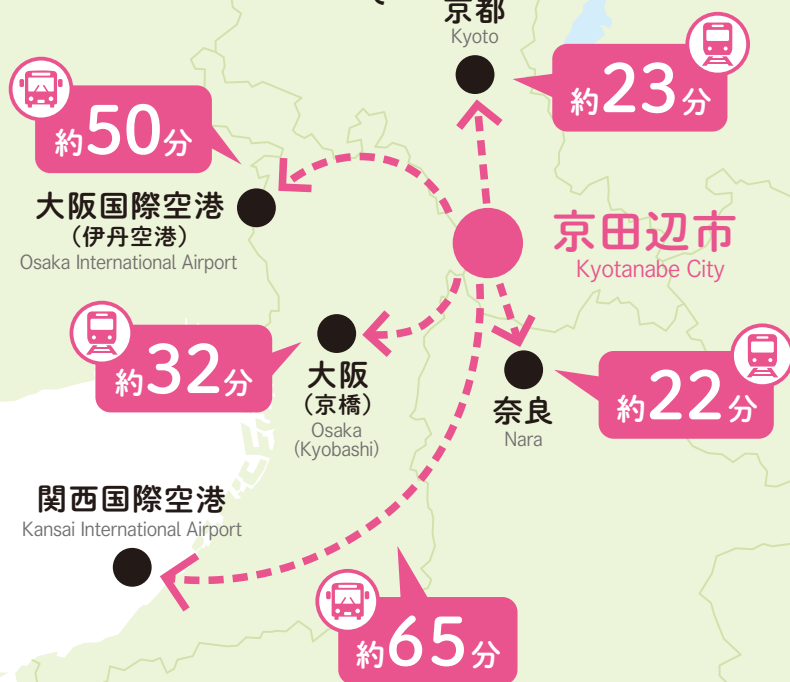 京都
Kyoto
約23分
約50分
大阪国際空港
（伊丹空港）
Osaka International Airport
京田辺市
Kyotanabe City
約32分
大阪
（京橋）
Osaka
(Kyobashi)
奈良
Nara
約22分
関西国際空港
Kansai International Airport
約65分